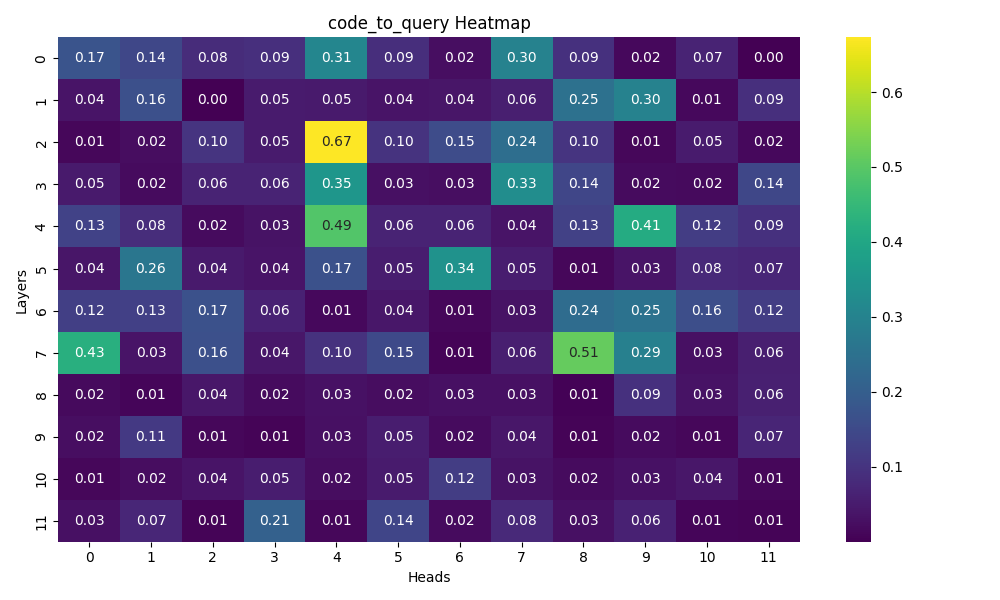 code_to_query Heatmap
0 0.17 0.14 0.08 0.09 0.31 0.09 0.02 0.30 0.09 0.02 0.07 0.00
1 0.04 0.16 0.00 0.05 0.05 0.04 0.04 0.06 0.25 0.30 0.01 0.09
2 0.01 0.02 0.10 0.05 0.67 0.10 0.15 0.24 0.10 0.01 0.05 0.02
3 0.05 0.02 0.06 0.06 0.35 0.03 0.03 0.33 0.14 0.02 0.02 0.14
4 0.13 0.08 0.02 0.03 0.49 0.06 0.06 0.04 0.13 0.41 0.12 0.09
5 0.04 0.26 0.04 0.04 0.17 0.05 0.34 0.05 0.01 0.03 0.08 0.07
6 0.12 0.13 0.17 0.06 0.01 0.04 0.01 0.03 0.24 0.25 0.16 0.12
7 0.43 0.03 0.16 0.04 0.10 0.15 0.01 0.06 0.51 0.29 0.03 0.06
8 0.02 0.01 0.04 0.02 0.03 0.02 0.03 0.03 0.01 0.09 0.03 0.06
9 0.02 0.11 0.01 0.01 0.03 0.05 0.02 0.04 0.01 0.02 0.01 0.07
10 0.01 0.02 0.04 0.05 0.02 0.05 0.12 0.03 0.02 0.03 0.04 0.01
11 0.03 0.07 0.01 0.21 0.01 0.14 0.02 0.08 0.03 0.06 0.01 0.01
0 1 2 3 4 5 6 7 8 9 10 11
Heads
Layers
0.6
0.5
0.4
0.3
0.2
0.1